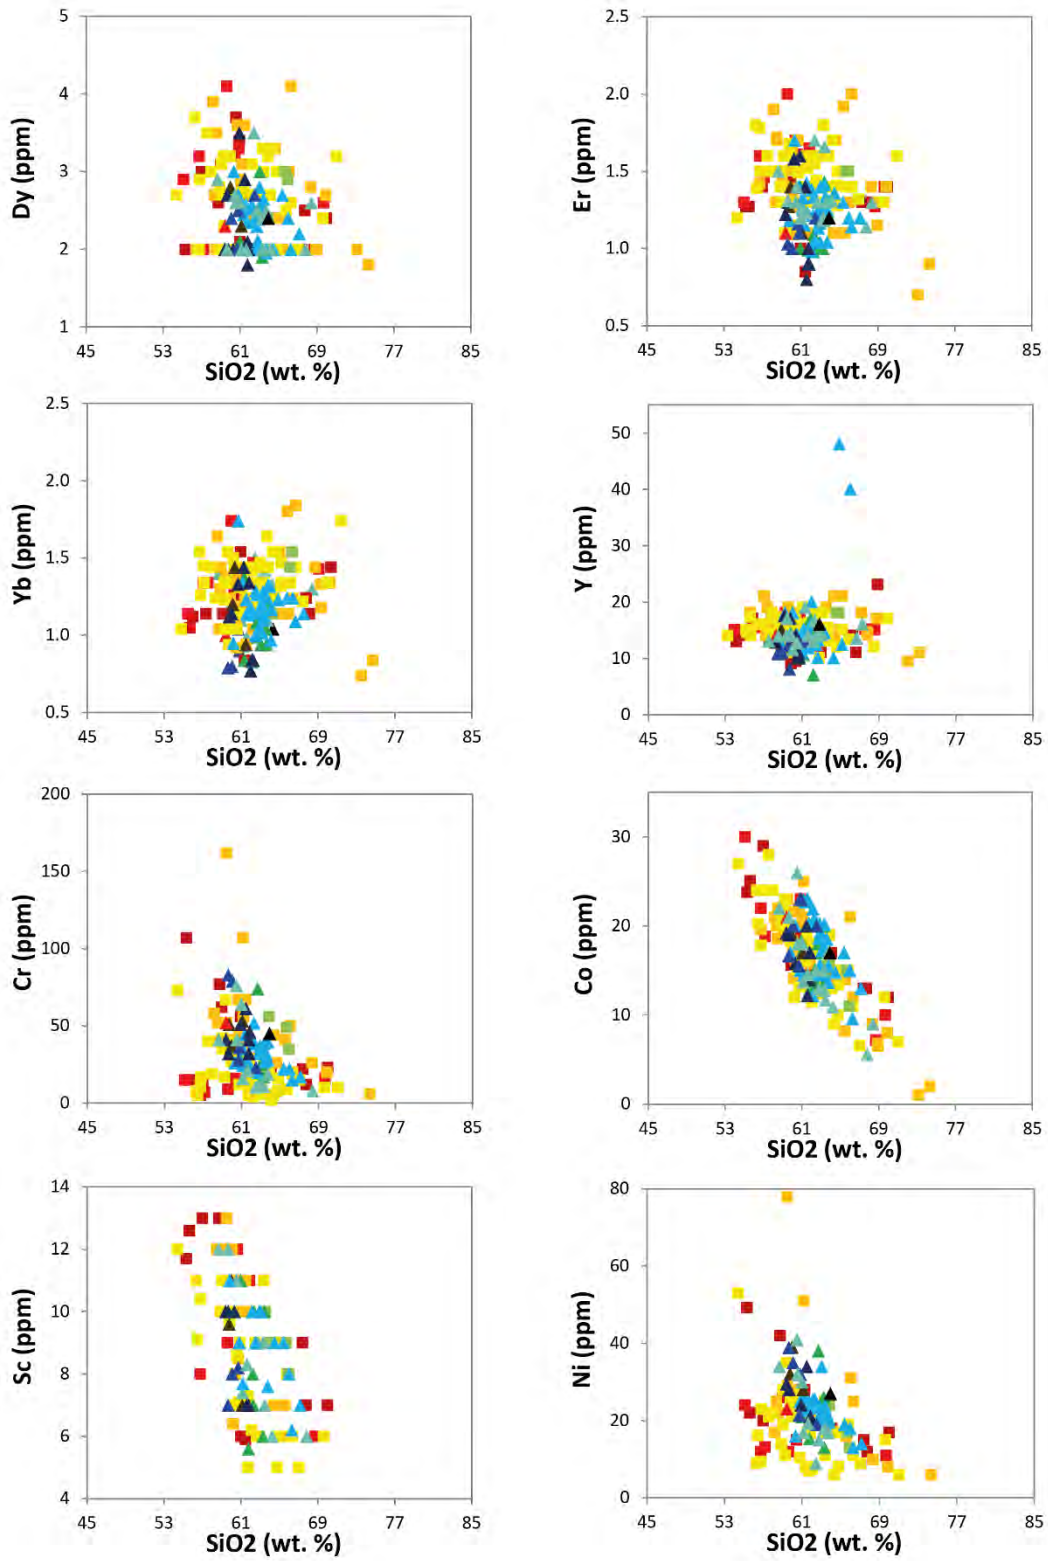 5
4
3
2
1
Dy (ppm)
45 53 61 69 77 85
SiO2 (wt. %)
2.5
2.0
1.5
1.0
0.5
Er (ppm)
45 53 61 69 77 85
SiO2 (wt. %)
2.5
2.0
1.5
1.0
0.5
Yb (ppm)
45 53 61 69 77 85
SiO2 (wt. %)
50
40
30
20
10
0
Y (ppm)
45 53 61 69 77 85
SiO2 (wt. %)
200
150
100
50
0
Cr (ppm)
45 53 61 69 77 85
SiO2 (wt. %)
30
20
10
0
Co (ppm)
45 53 61 69 77 85
SiO2 (wt. %)
14
12
10
8
6
4
Sc (ppm)
45 53 61 69 77 85
SiO2 (wt. %)
80
60
40
20
0
Ni (ppm)
45 53 61 69 77 85
SiO2 (wt. %)